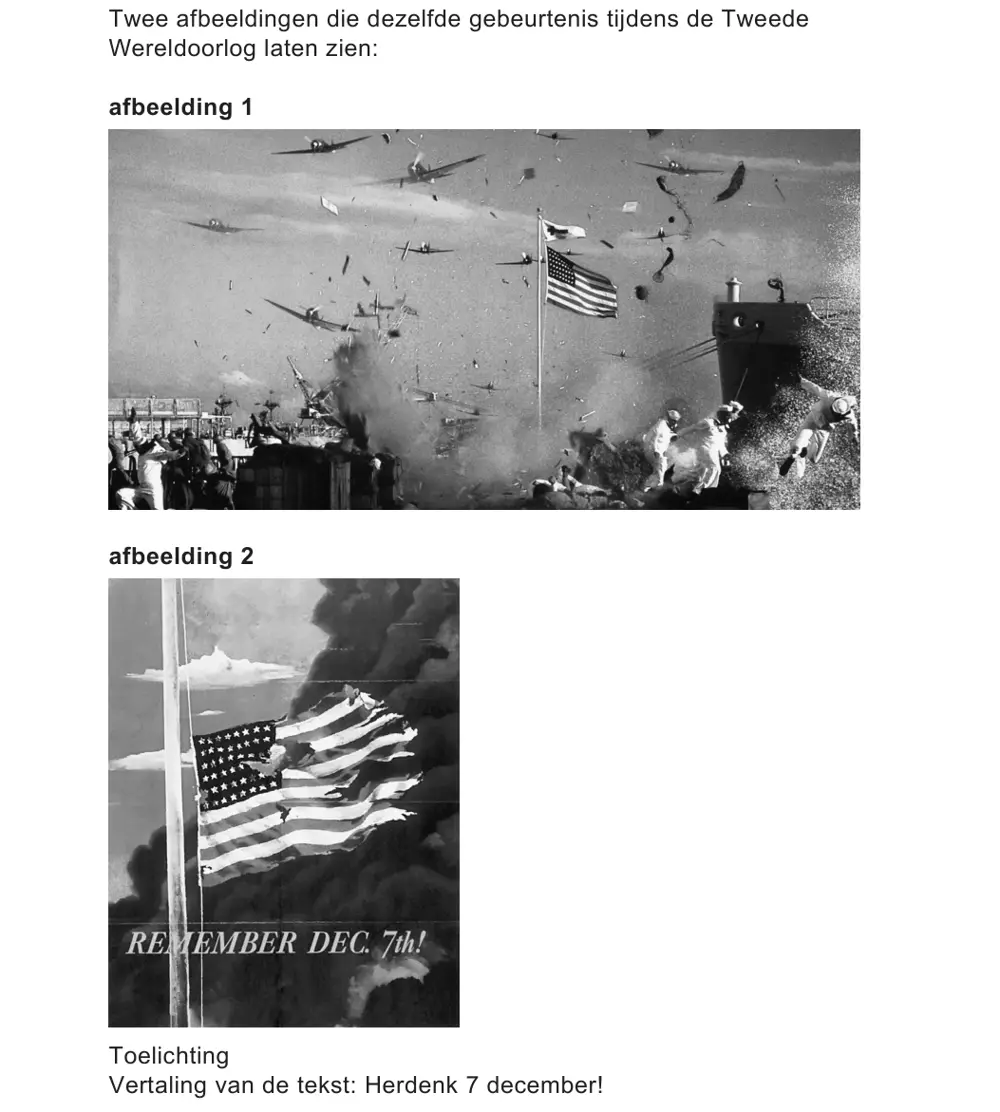 Twee afbeeldingen die dezelfde gebeurtenis tijdens de Tweede
Wereldoorlog laten zien:
afbeelding 1
afbeelding 2
REMEMBER DEC. 7th!
Toelichting
Vertaling van de tekst: Herdenk 7 december!